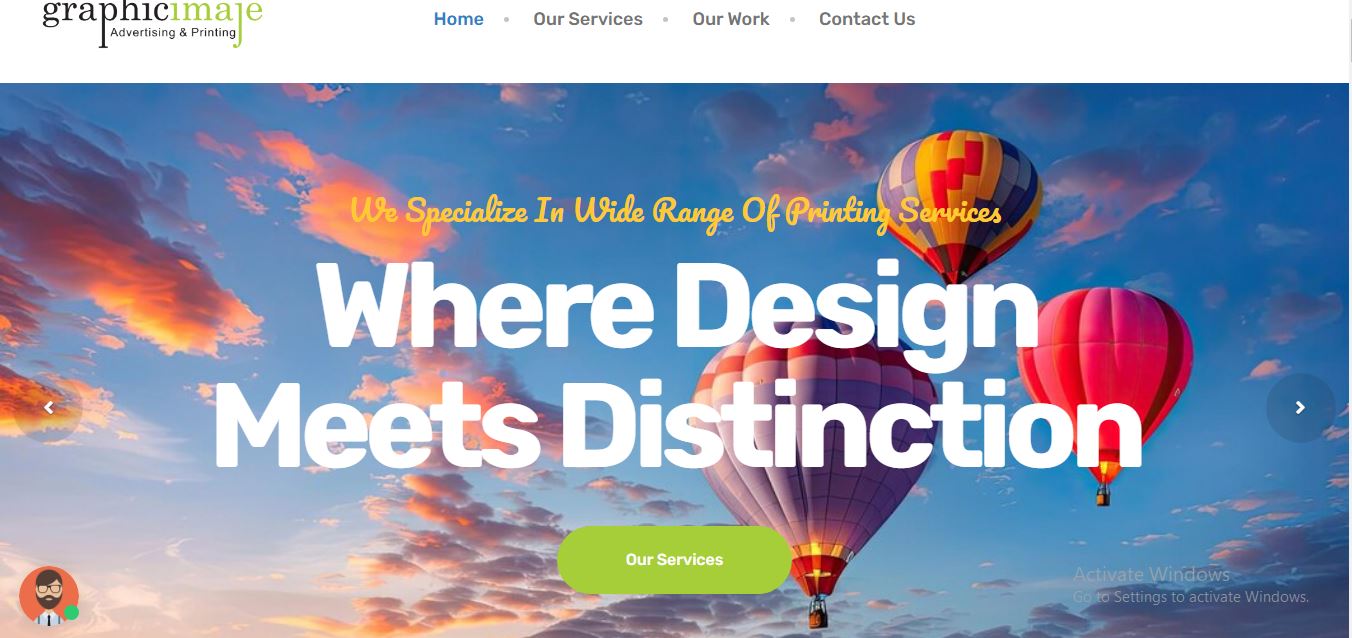 graphicimaje
Advertising & Printing
Home • Our Services • Our Work • Contact Us
We Specialize In Wide Range Of Printing Services
Where Design
Meets Distinction
Our Services
Activate Windows
Go to Settings to activate Windows.